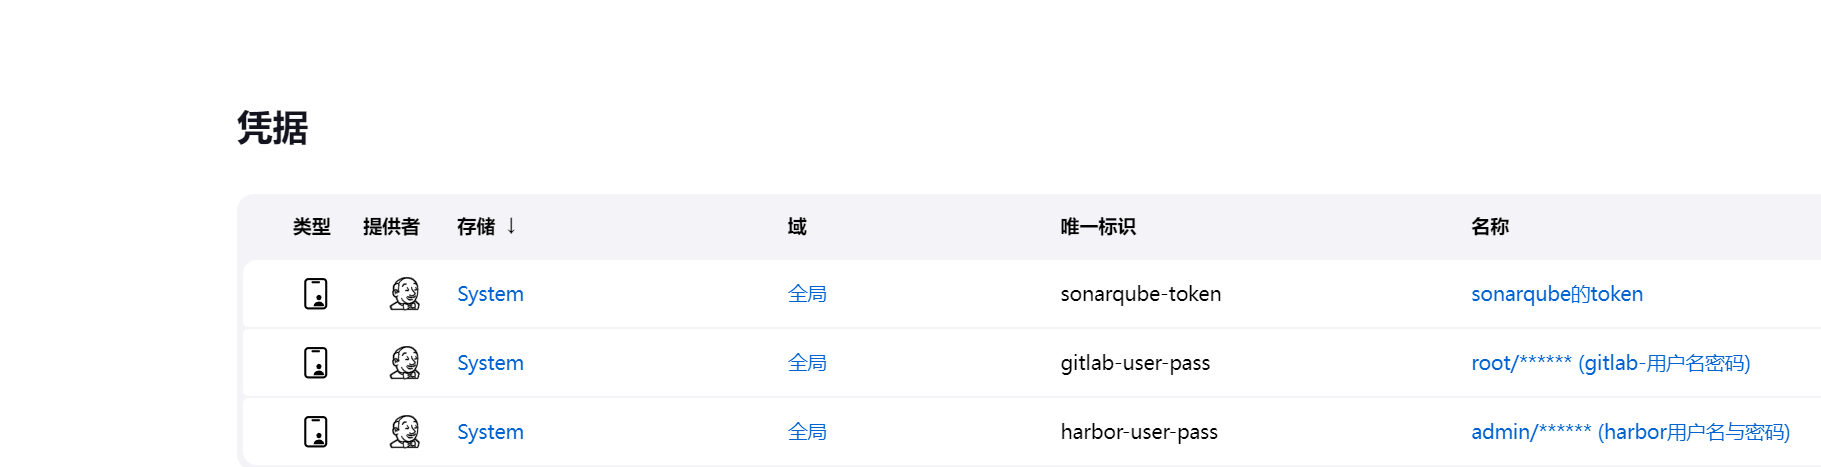 凭据
类型 提供者 存储 ↓ 域 唯一标识 名称
System 全局 sonarqube-token sonarqube的token
System 全局 gitlab-user-pass root/****** (gitlab-用户名密码)
System 全局 harbor-user-pass admin/****** (harbor用户名与密码)